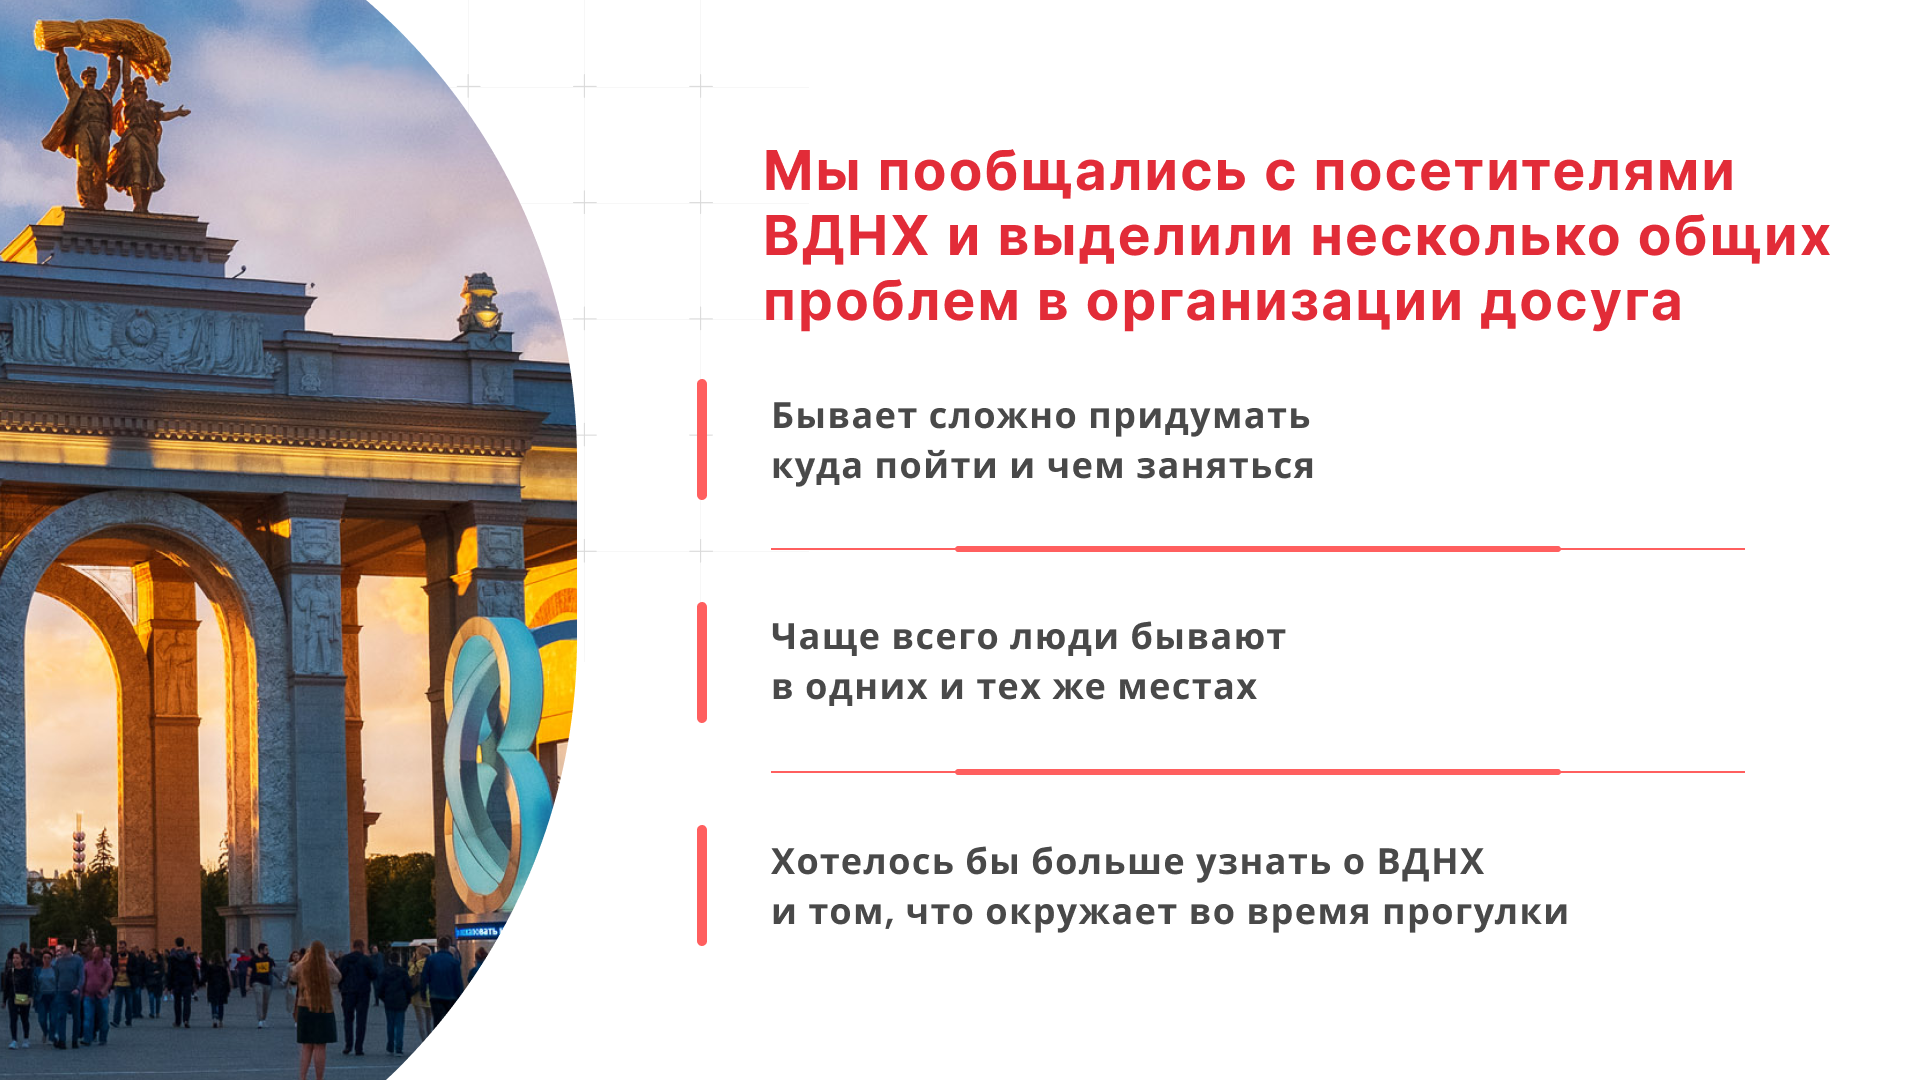 Мы пообщались с посетителями
ВДНХ и выделили несколько общих
проблем в организации досуга
Бывает сложно придумать
куда пойти и чем заняться
Чаще всего люди бывают
в одних и тех же местах
Хотелось бы больше узнать о ВДНХ
и том, что окружает во время прогулки